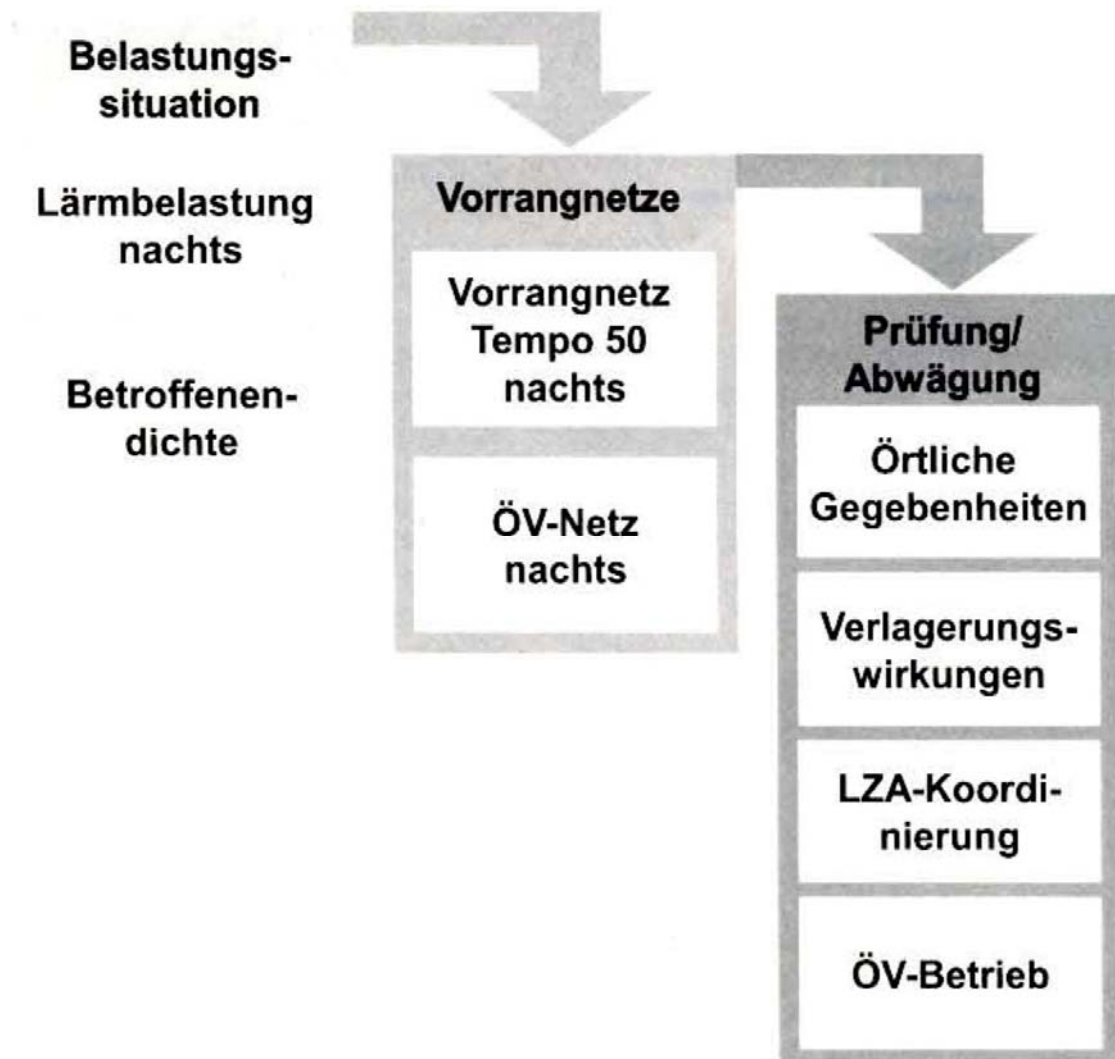 Belastungs-
situation
Lärmbelastung
nachts
Betroffenen-
dichte
Vorrangnetze
Vorrangnetz
Tempo 50
nachts
ÖV-Netz
nachts
Prüfung/
Abwägung
Örtliche
Gegebenheiten
Verlagerungs-
wirkungen
LZA-Koordi-
nierung
ÖV-Betrieb